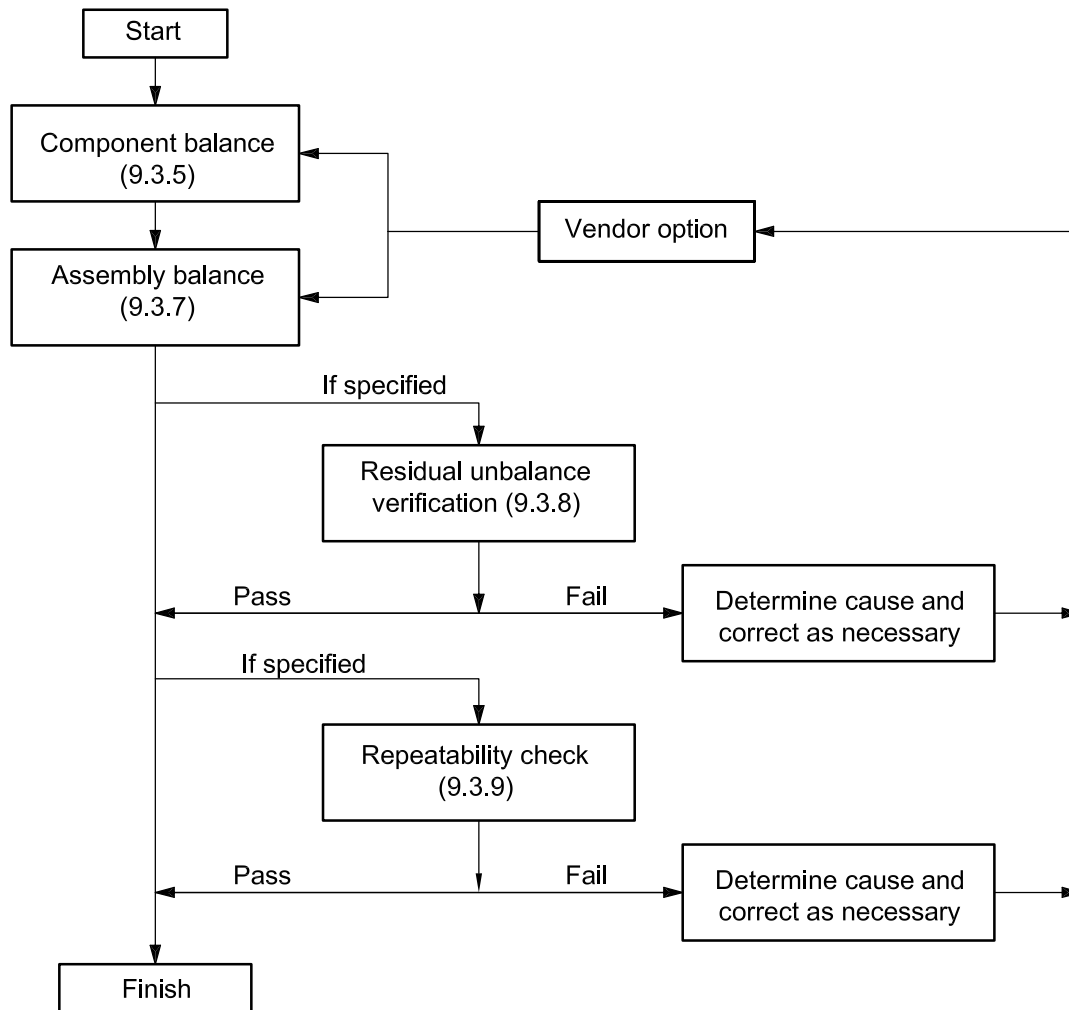 Start
Component balance
(9.3.5)
Vendor option
Assembly balance
(9.3.7)
If specified
Residual unbalance
verification (9.3.8)
Pass
Fail
Determine cause and
correct as necessary
If specified
Repeatability check
(9.3.9)
Pass
Fail
Determine cause and
correct as necessary
Finish